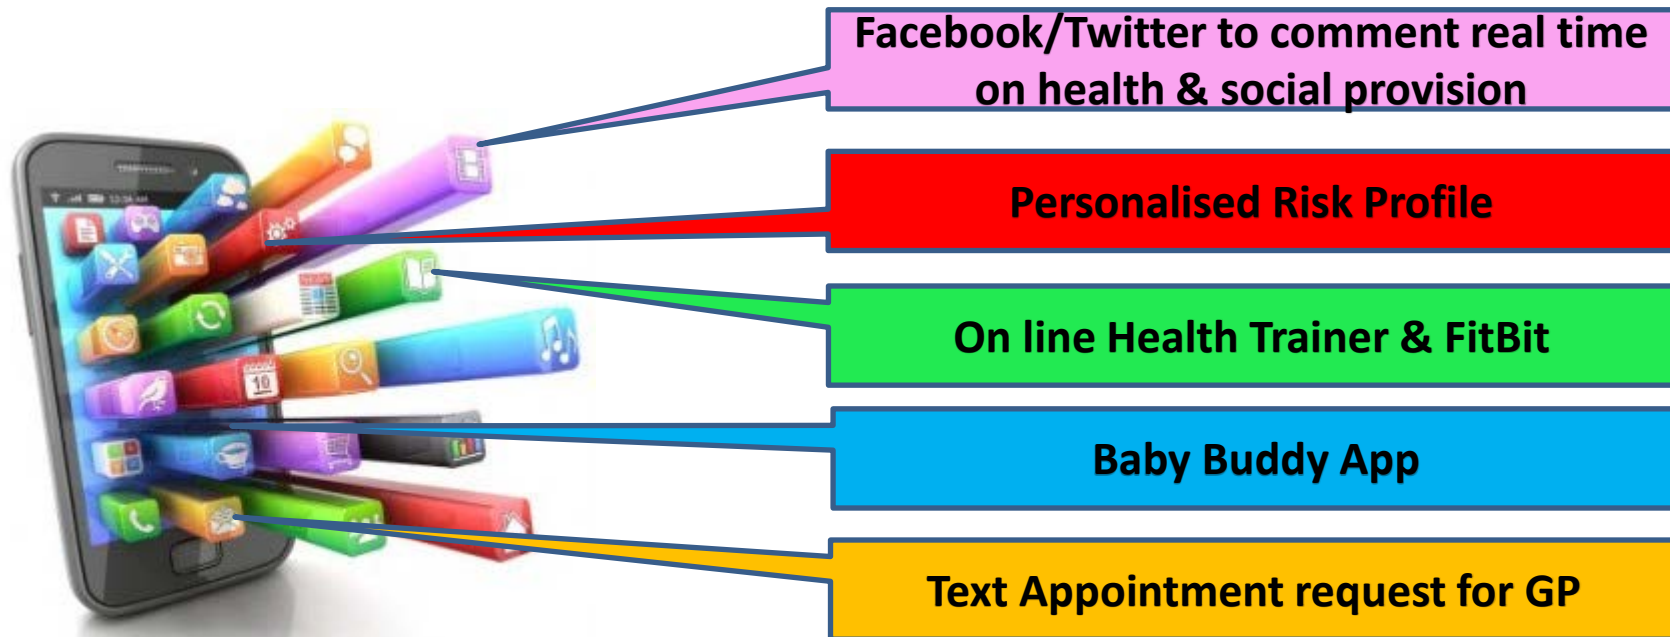 Facebook/Twitter to comment real time
on health & social provision
Personalised Risk Profile
On line Health Trainer & FitBit
Baby Buddy App
Text Appointment request for GP
10